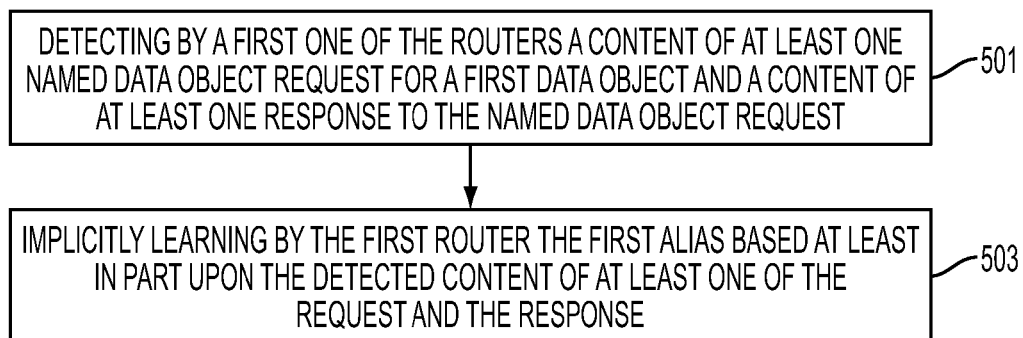 DETECTING BY A FIRST ONE OF THE ROUTERS A CONTENT OF AT LEAST ONE
NAMED DATA OBJECT REQUEST FOR A FIRST DATA OBJECT AND A CONTENT OF
AT LEAST ONE RESPONSE TO THE NAMED DATA OBJECT REQUEST
501
IMPLICITLY LEARNING BY THE FIRST ROUTER THE FIRST ALIAS BASED AT LEAST
IN PART UPON THE DETECTED CONTENT OF AT LEAST ONE OF THE
REQUEST AND THE RESPONSE
503